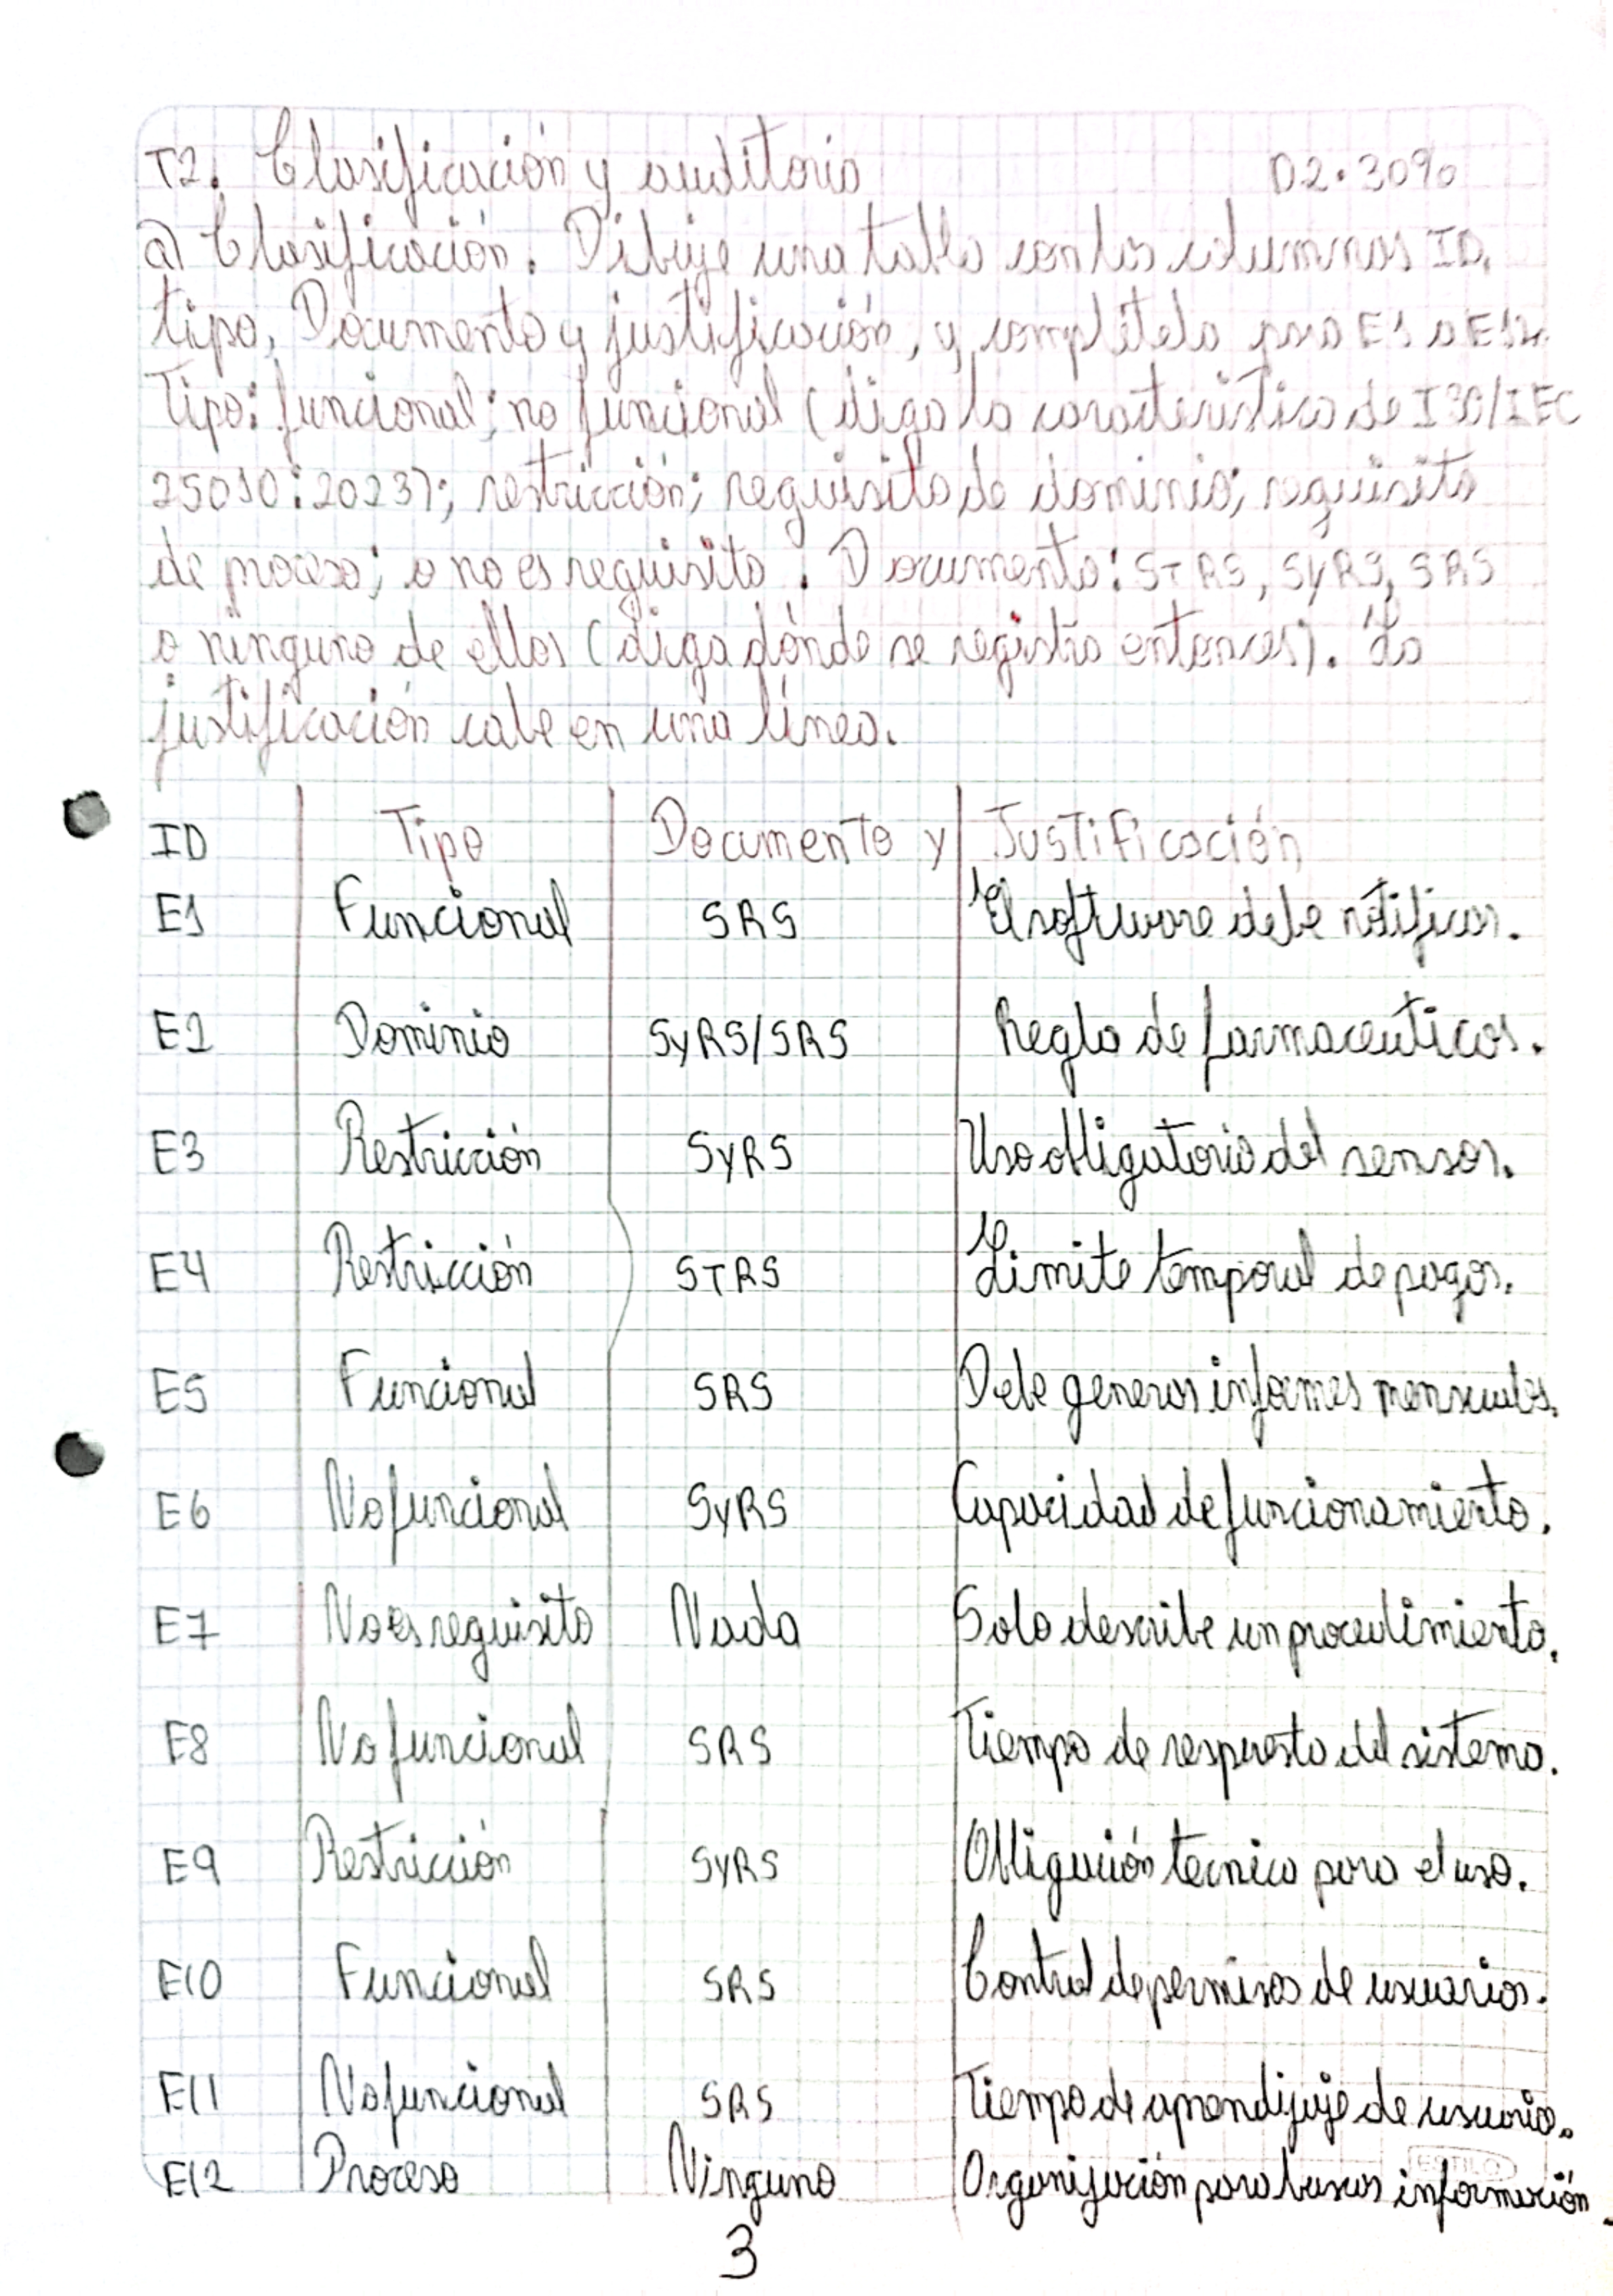 T2. Clasificación y auditoria D2.30%
a) Clasificación. Dibuje una tabla con las columnas ID,
tipo, Documento y justificación, y complétela para E1 a E12.
Tipo: funcional; no funcional (diga la característica de ISO/IEC
25010:2023); restricción; requisito de dominio; requisito
de proceso; o no es requisito. Documento: STRS, SYRS, SRS
o ninguno de ellos (diga dónde se registra entonces). La
justificación cabe en una línea.
ID Tipo Documento y Justificación
E1 Funcional SRS El software debe notificar.
E2 Dominio SYRS/SRS Regla de farmaceuticos.
E3 Restricción SYRS Uso obligatorio del sensor.
E4 Restricción STRS Limite temporal de pagos.
E5 Funcional SRS Debe generar informes mensuales.
E6 No funcional SYRS Capacidad de funcionamiento.
E7 No es requisito Nada Solo describe un procedimiento.
E8 No funcional SRS Tiempo de respuesta del sistema.
E9 Restricción SYRS Obligación tecnica para el uso.
E10 Funcional SRS Control de permisos de usuarios.
E11 No funcional SRS Tiempo de aprendizaje de usuario.
E12 Proceso Ninguno Organización para buscar información.
ESTILO
3